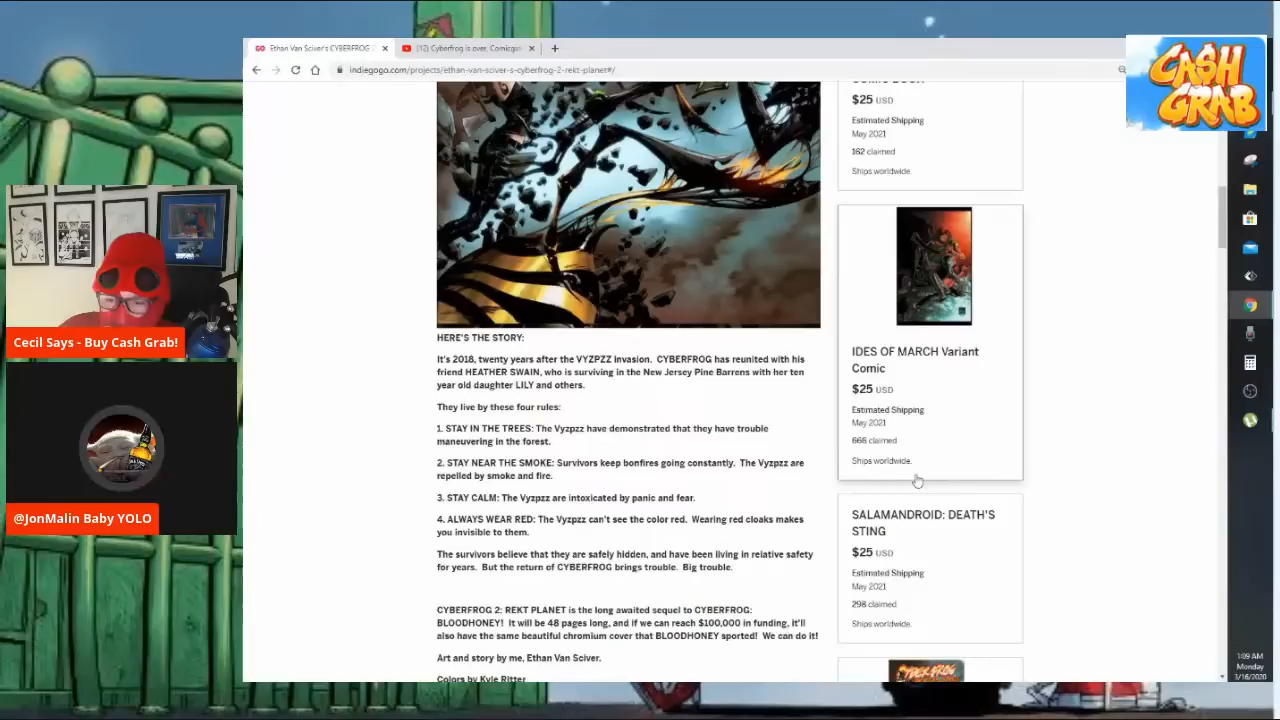 Ethan Van Sciver's CYBERFROG
(12) Cyberfrog is over, Comicga
indiegogo.com/projects/ethan-van-sciver-s-cyberfrog-2-rekt-planet#/
CASH
GRAB
COMIC BOOK
$25 USD
Estimated Shipping
May 2021
162 claimed
Ships worldwide.
IDES OF MARCH Variant
Comic
$25 USD
Estimated Shipping
May 2021
666 claimed
Ships worldwide.
SALAMANDROID: DEATH'S
STING
$25 USD
Estimated Shipping
May 2021
298 claimed
Ships worldwide.
CYBER FROG
HERE'S THE STORY:
It's 2018, twenty years after the VYZPZZ invasion. CYBERFROG has reunited with his
friend HEATHER SWAIN, who is surviving in the New Jersey Pine Barrens with her ten
year old daughter LILY and others.
They live by these four rules:
1. STAY IN THE TREES: The Vyzpzz have demonstrated that they have trouble
maneuvering in the forest.
2. STAY NEAR THE SMOKE: Survivors keep bonfires going constantly. The Vyzpzz are
repelled by smoke and fire.
3. STAY CALM: The Vyzpzz are intoxicated by panic and fear.
4. ALWAYS WEAR RED: The Vyzpzz can't see the color red. Wearing red cloaks makes
you invisible to them.
The survivors believe that they are safely hidden, and have been living in relative safety
for years. But the return of CYBERFROG brings trouble. Big trouble.
CYBERFROG 2: REKT PLANET is the long awaited sequel to CYBERFROG:
BLOODHONEY! It will be 48 pages long, and if we can reach $100,000 in funding, it'll
also have the same beautiful chromium cover that BLOODHONEY sported! We can do it!
Art and story by me, Ethan Van Sciver.
Colors by Kyle Ritter
Cecil Says - Buy Cash Grab!
@JonMalin Baby YOLO
1:09 AM
Monday
3/16/2020